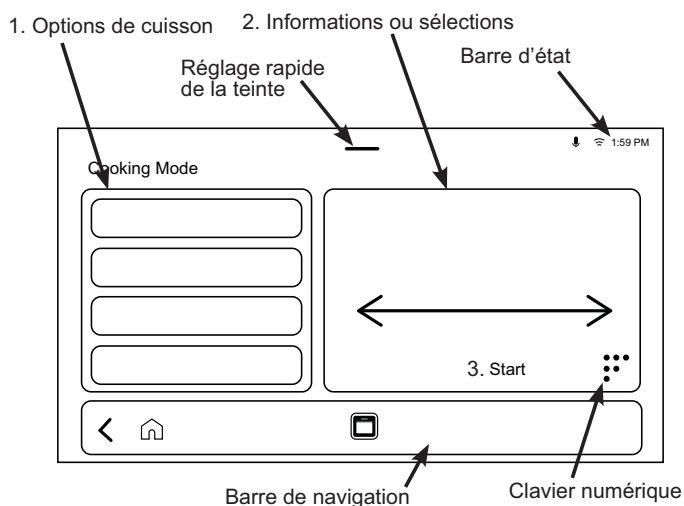 1. Options de cuisson
2. Informations ou sélections
Réglage rapide
de la teinte
Barre d’état
1:59 PM
Cooking Mode
3. Start
Barre de navigation
Clavier numérique